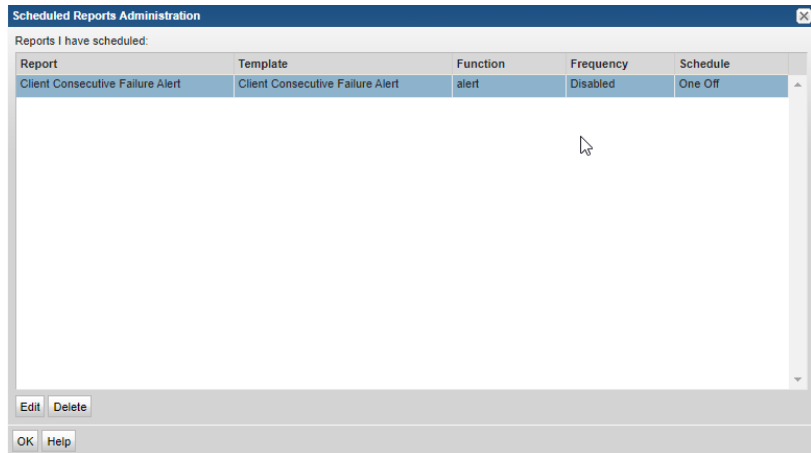 Scheduled Reports Administration
Reports I have scheduled:
Report Template Function Frequency Schedule
Client Consecutive Failure Alert Client Consecutive Failure Alert alert Disabled One Off
Edit Delete
OK Help